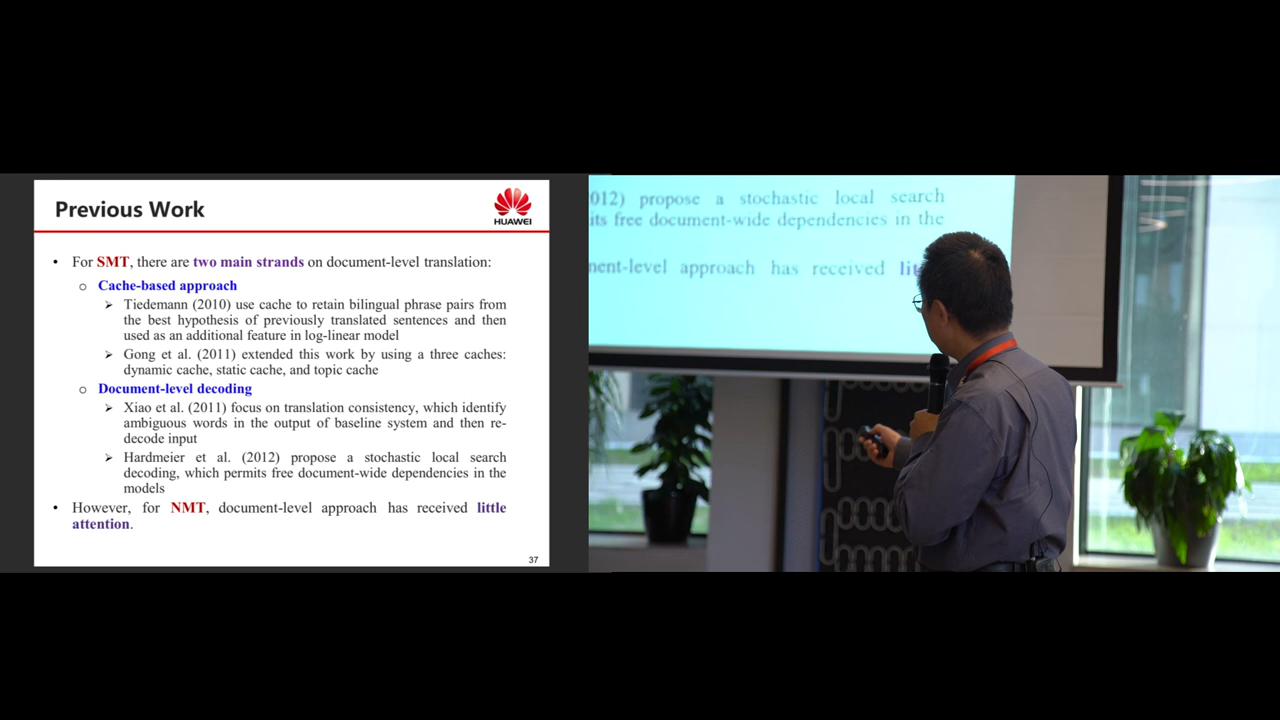 Previous Work
HUAWEI
• For SMT, there are two main strands on document-level translation:
o Cache-based approach
➢ Tiedemann (2010) use cache to retain bilingual phrase pairs from
the best hypothesis of previously translated sentences and then
used as an additional feature in log-linear model
➢ Gong et al. (2011) extended this work by using a three caches:
dynamic cache, static cache, and topic cache
o Document-level decoding
➢ Xiao et al. (2011) focus on translation consistency, which identify
ambiguous words in the output of baseline system and then re-
decode input
➢ Hardmeier et al. (2012) propose a stochastic local search
decoding, which permits free document-wide dependencies in the
models
• However, for NMT, document-level approach has received little
attention.
37
012) propose a stochastic local search
its free document-wide dependencies in the
ment-level approach has received lit